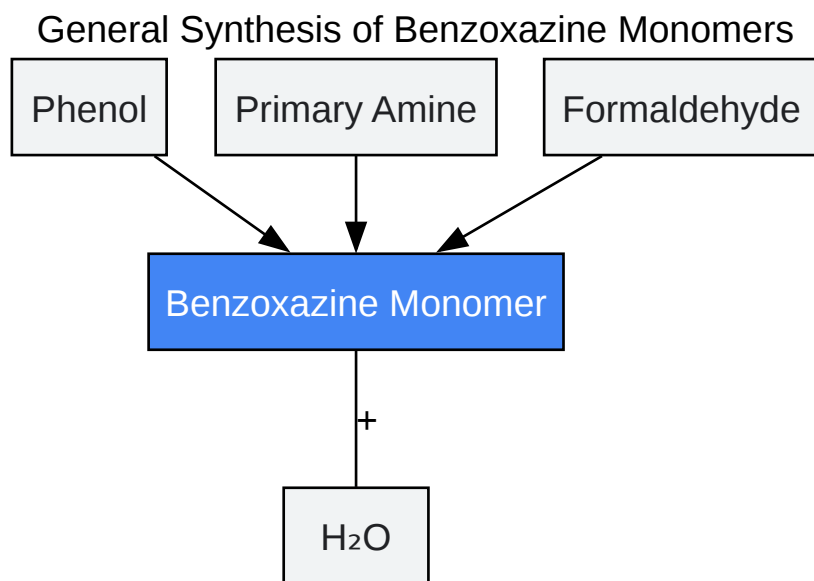 General Synthesis of Benzoxazine Monomers
Phenol
Primary Amine
Formaldehyde
Benzoxazine Monomer
+
H₂O